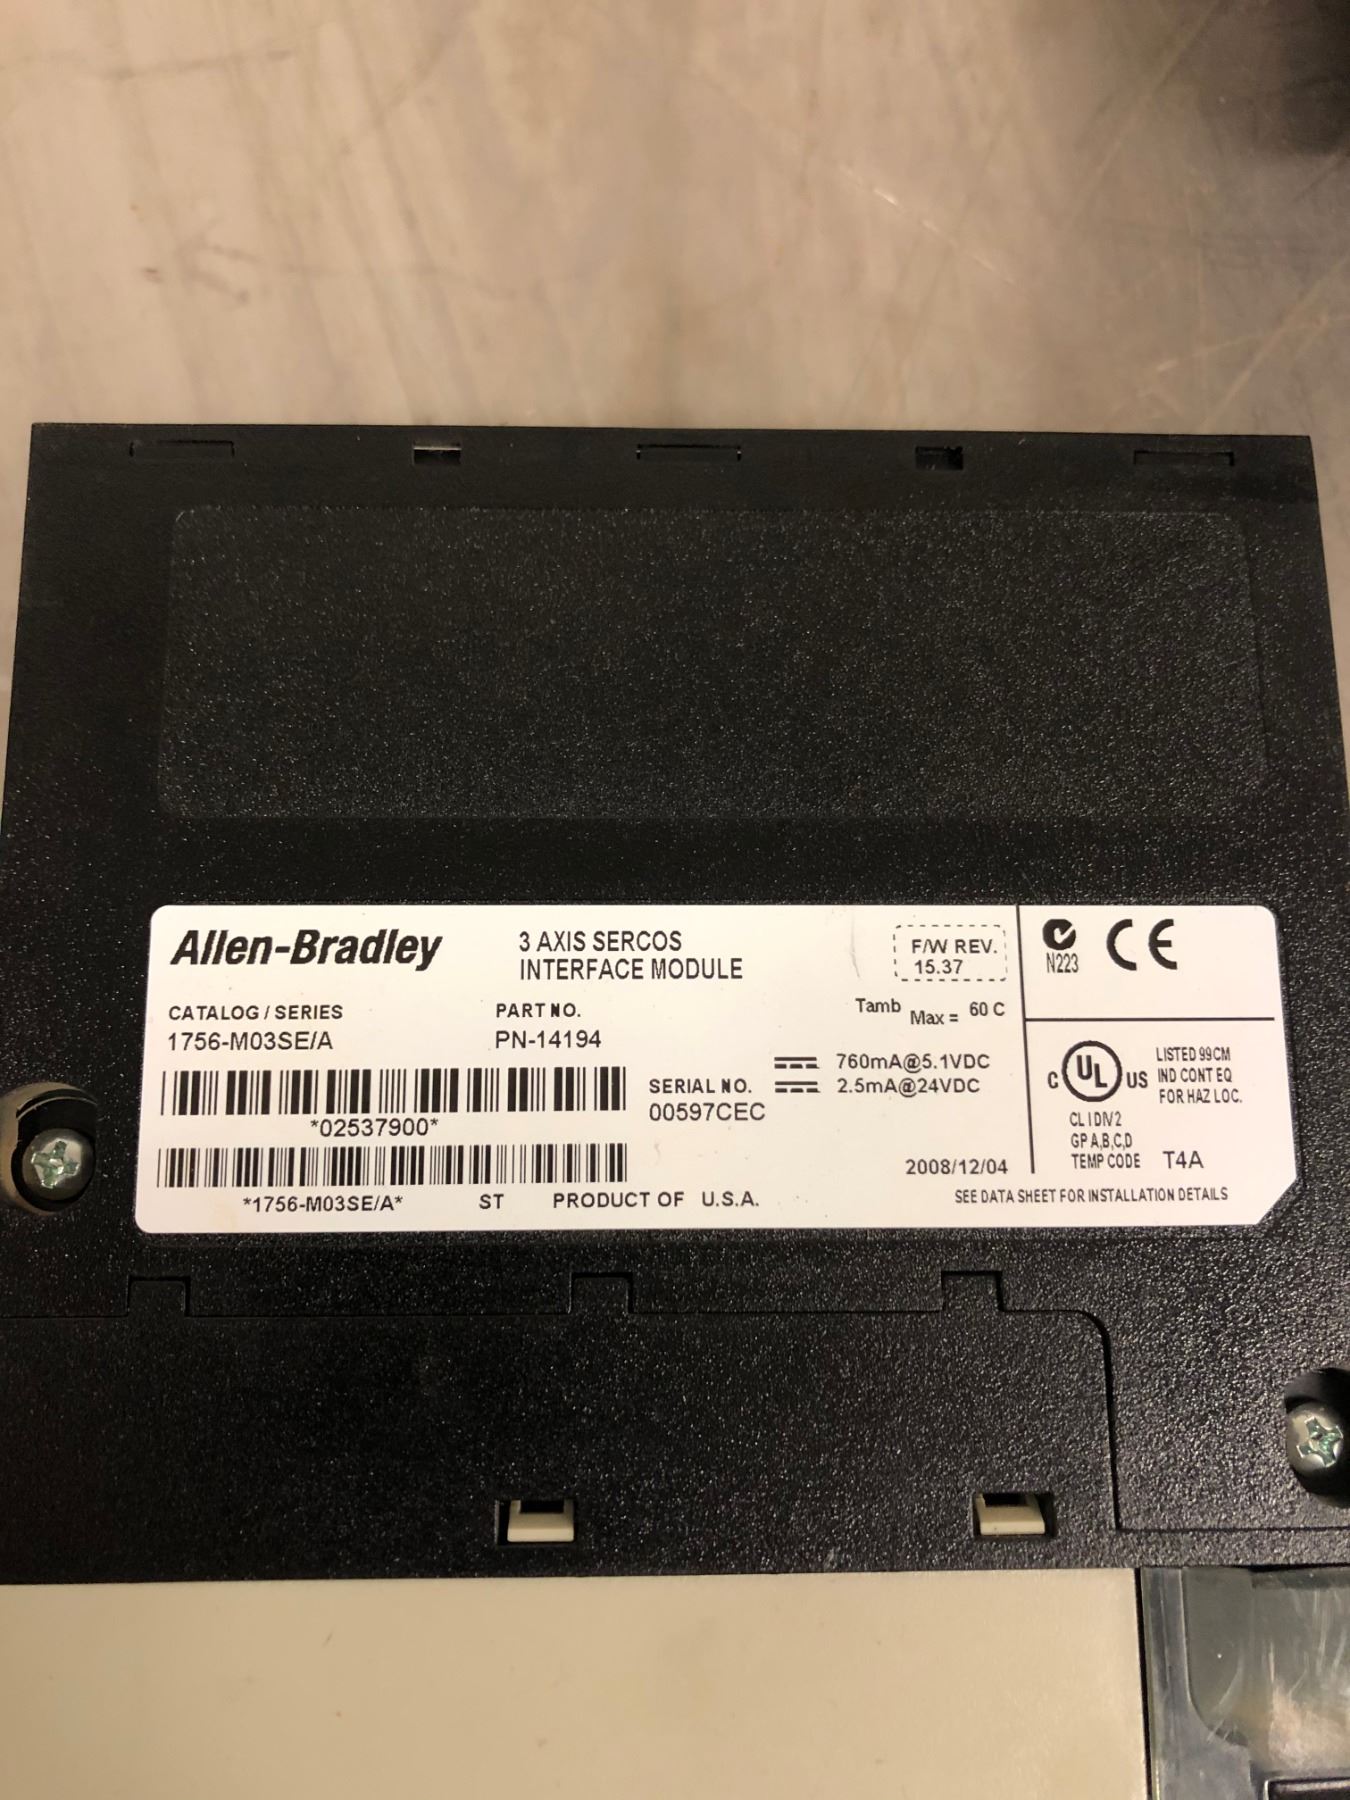 Allen-Bradley
3 AXIS SERCOS
INTERFACE MODULE
F/W REV.
15.37
CATALOG / SERIES
1756-M03SE/A
PART NO.
PN-14194
Tamb Max = 60 C
760mA@5.1VDC
2.5mA@24VDC
SERIAL NO.
00597CEC
*02537900*
*1756-M03SE/A*
ST
PRODUCT OF U.S.A.
2008/12/04
N223
CE
C UL US
LISTED 99CM
IND CONT EQ
FOR HAZ LOC.
CL I DIV 2
GP A,B,C,D
TEMP CODE T4A
SEE DATA SHEET FOR INSTALLATION DETAILS